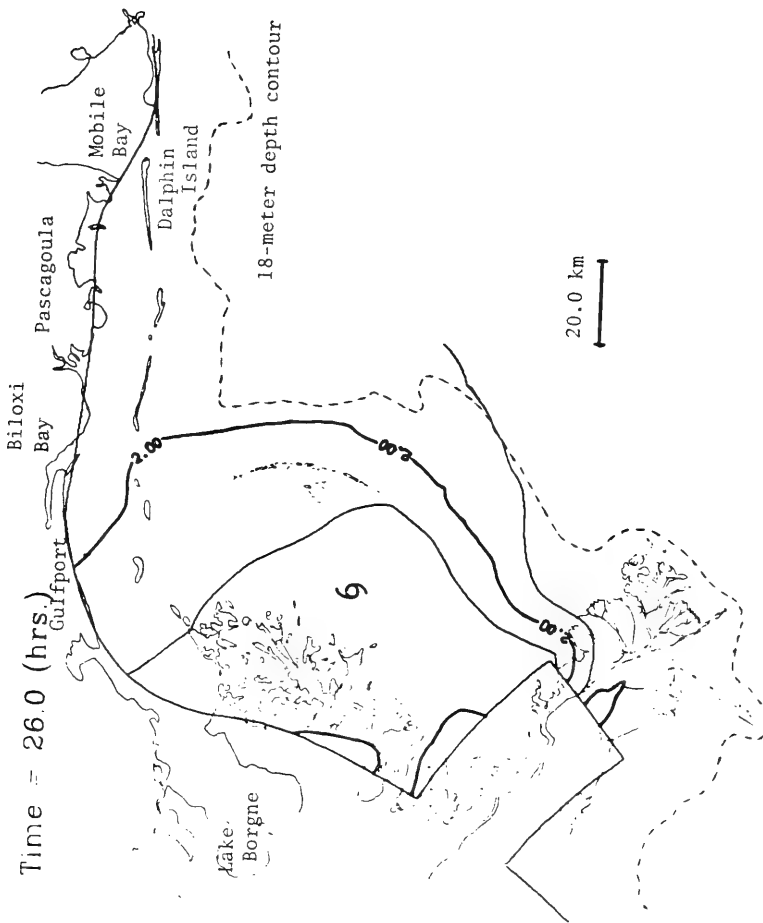 Time = 26.0 (hrs.)
Gulfport
Biloxi
Bay
Pascagoula
Mobile
Bay
Dalphin
Island
18-meter depth contour
2.00
2.00
2.00
6
Lake
Borgne
20.0 km